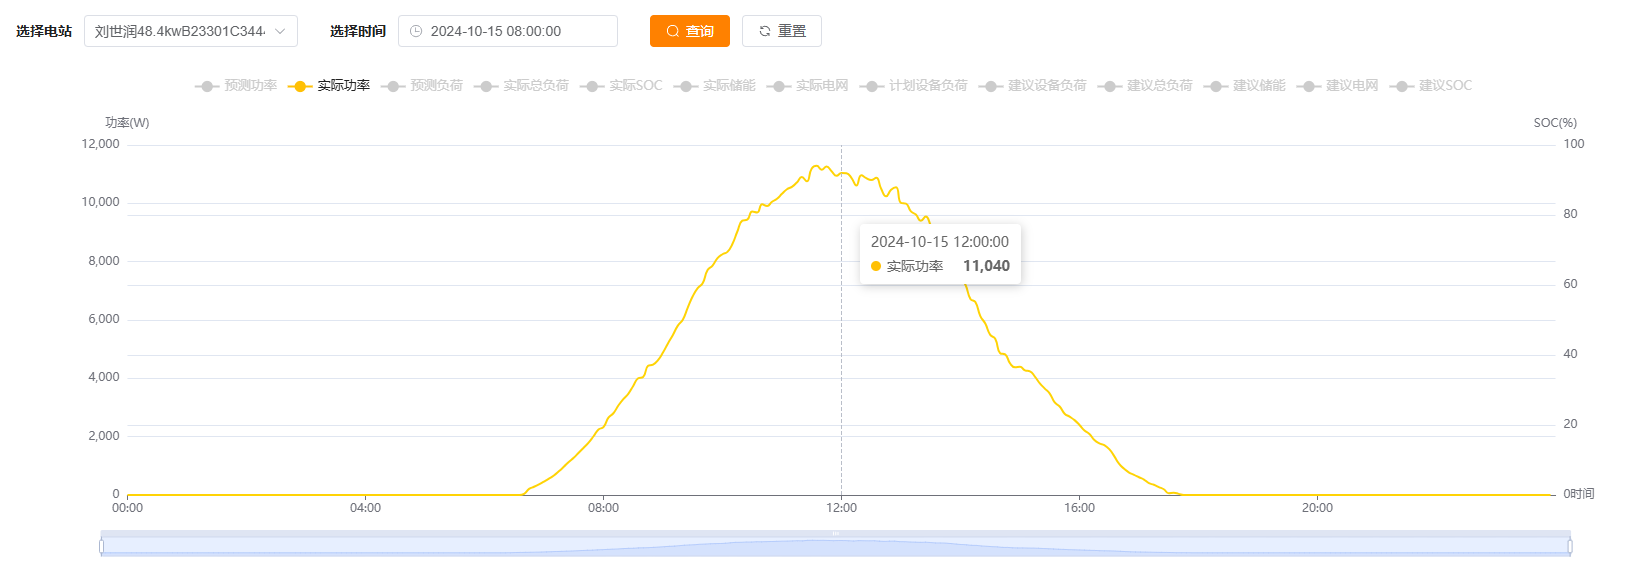 选择电站 刘世润48.4kwB23301C344 选择时间 2024-10-15 08:00:00 查询 重置
预测功率 实际功率 预测负荷 实际总负荷 实际SOC 实际储能 实际电网 计划设备负荷 建议设备负荷 建议总负荷 建议储能 建议电网 建议SOC
功率(W) SOC(%)
12,000 100
10,000
80
2024-10-15 12:00:00
8,000
实际功率 11,040
60
6,000
40
4,000
20
2,000
0 0 时间
00:00 04:00 08:00 12:00 16:00 20:00